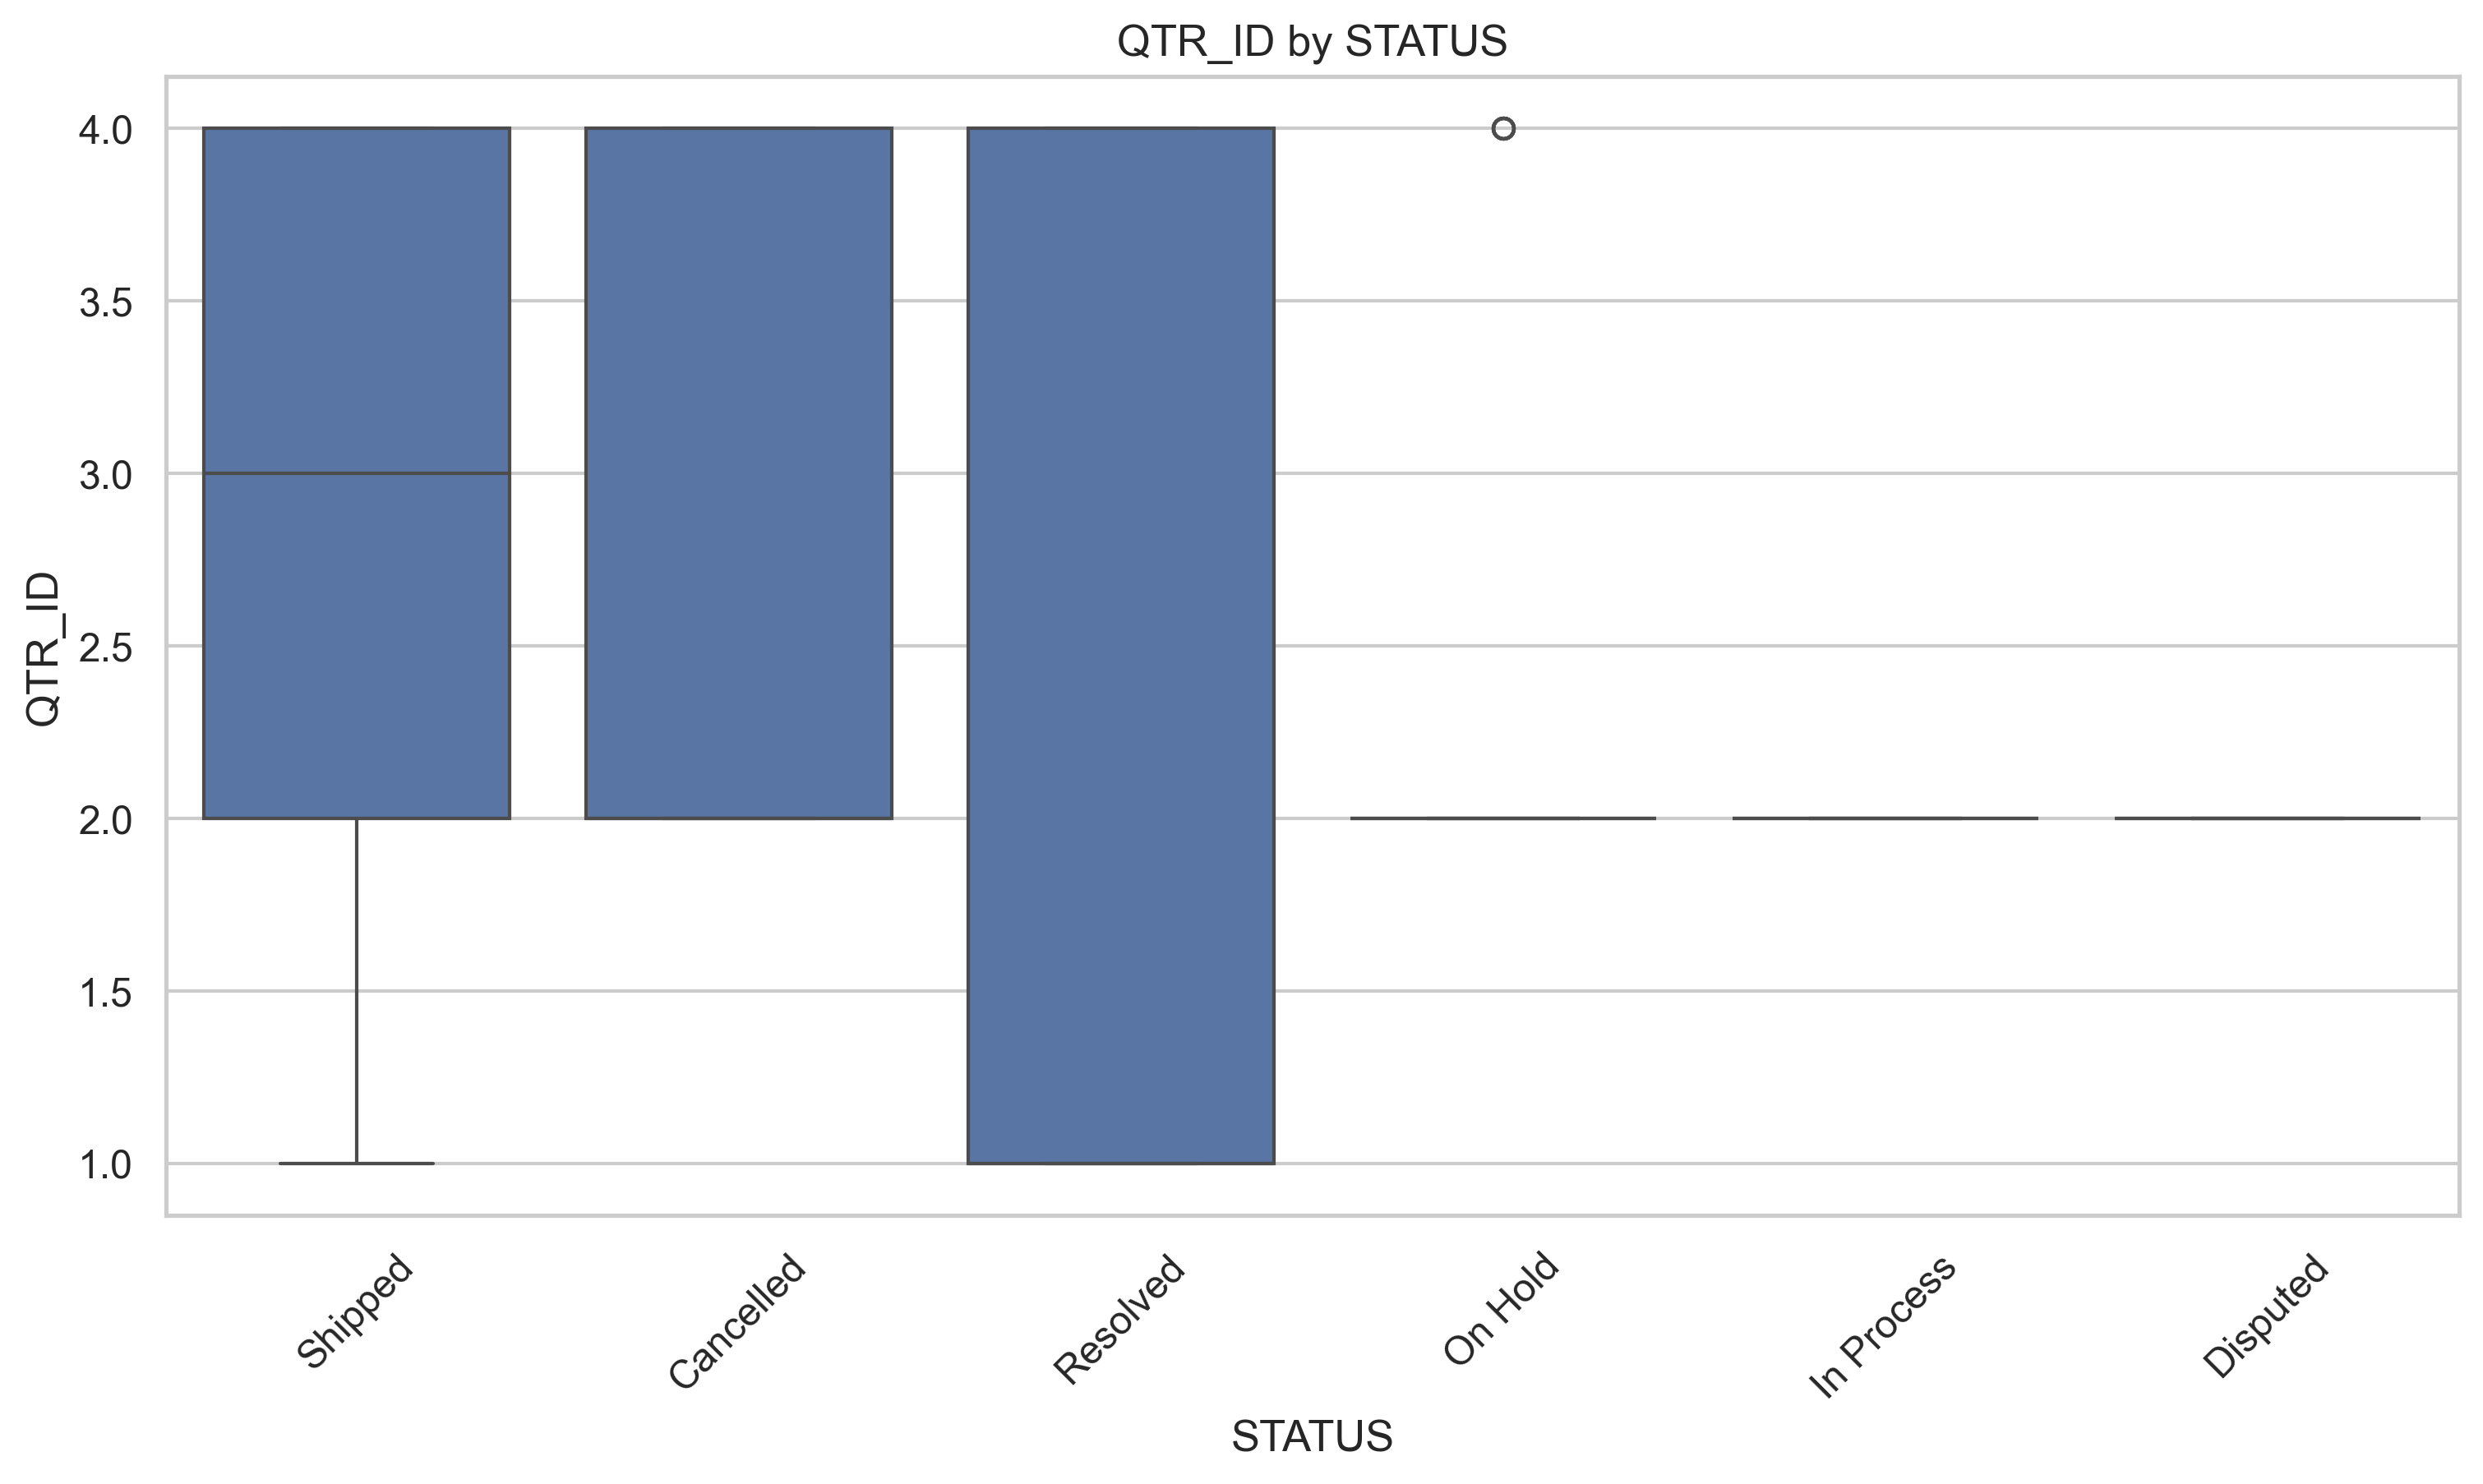 QTR_ID by STATUS
QTR_ID
4.0
3.5
3.0
2.5
2.0
1.5
1.0
Shipped
Cancelled
Resolved
On Hold
In Process
Disputed
STATUS